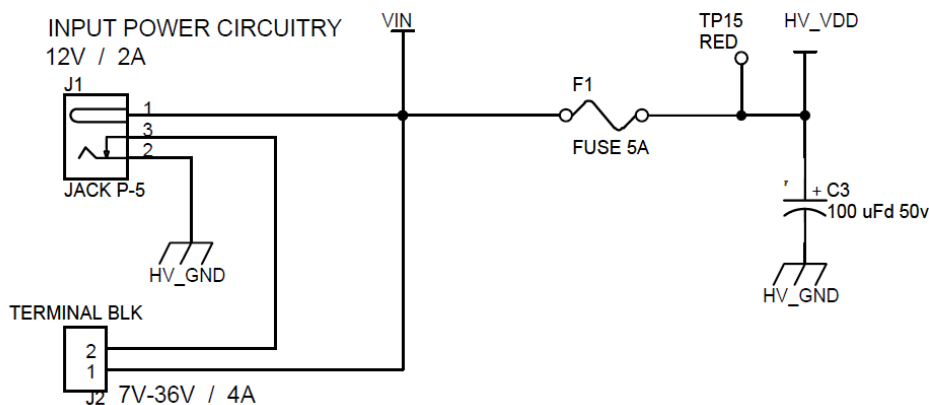 INPUT POWER CIRCUITRY
12V / 2A
VIN
TP15
RED
HV_VDD
J1
1
3
2
JACK P-5
F1
FUSE 5A
+ C3
100 uFd 50v
HV_GND
HV_GND
TERMINAL BLK
2
1
J2
7V-36V / 4A